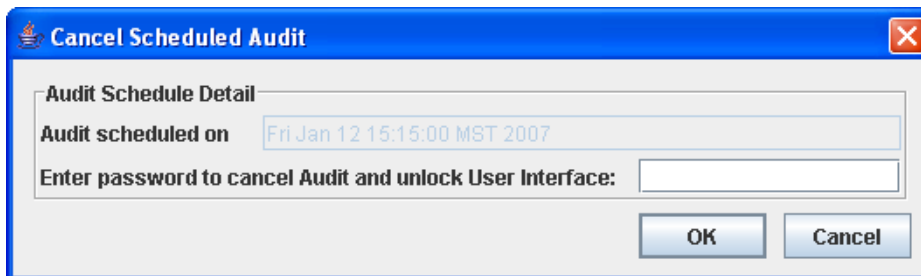 Cancel Scheduled Audit
Audit Schedule Detail
Audit scheduled on Fri Jan 12 15:15:00 MST 2007
Enter password to cancel Audit and unlock User Interface:
OK Cancel